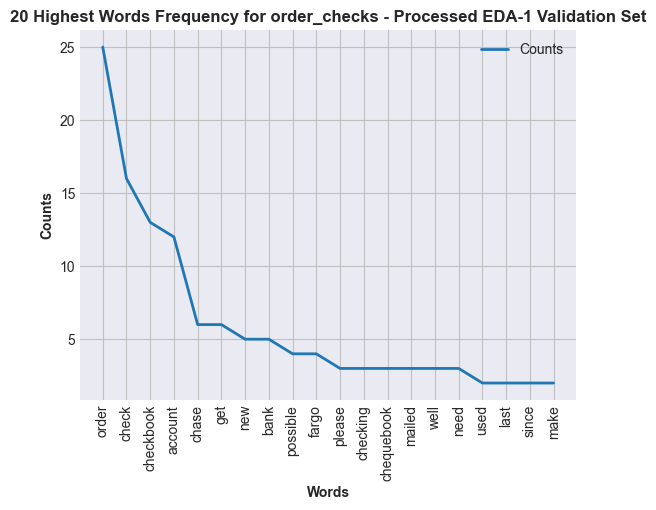 20 Highest Words Frequency for order_checks - Processed EDA-1 Validation Set
Counts
25
20
15
10
5
Counts
order
check
checkbook
account
chase
get
new
bank
possible
fargo
please
checking
chequebook
mailed
well
need
used
last
since
make
Words